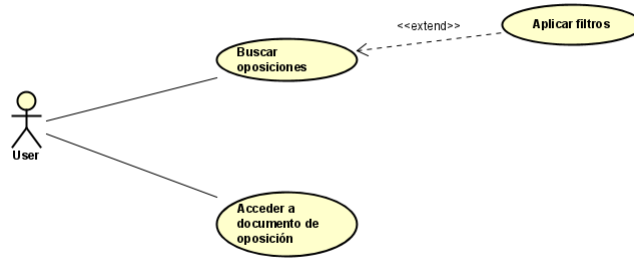 <<extend>>
Aplicar filtros
Buscar
oposiciones
User
Acceder a
documento de
oposición